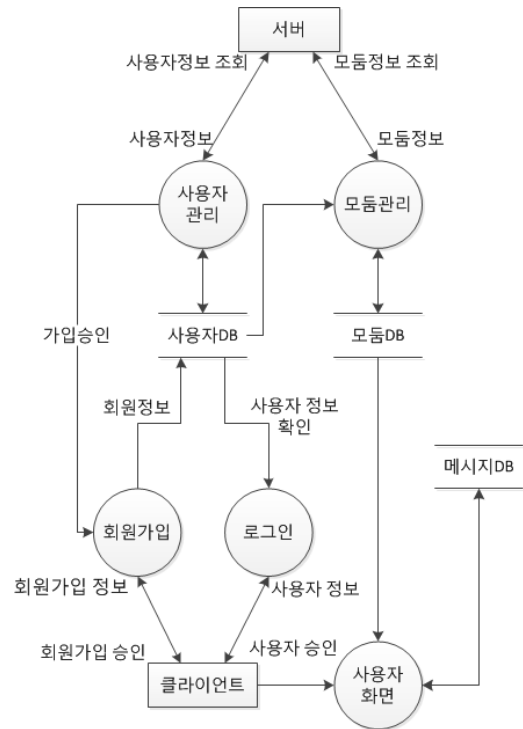 서버
사용자정보 조회
모둠정보 조회
사용자정보
모둠정보
사용자
관리
모둠관리
가입승인
사용자DB
모둠DB
회원정보
사용자 정보
확인
메시지DB
회원가입
로그인
회원가입 정보
사용자 정보
회원가입 승인
사용자 승인
클라이언트
사용자
화면